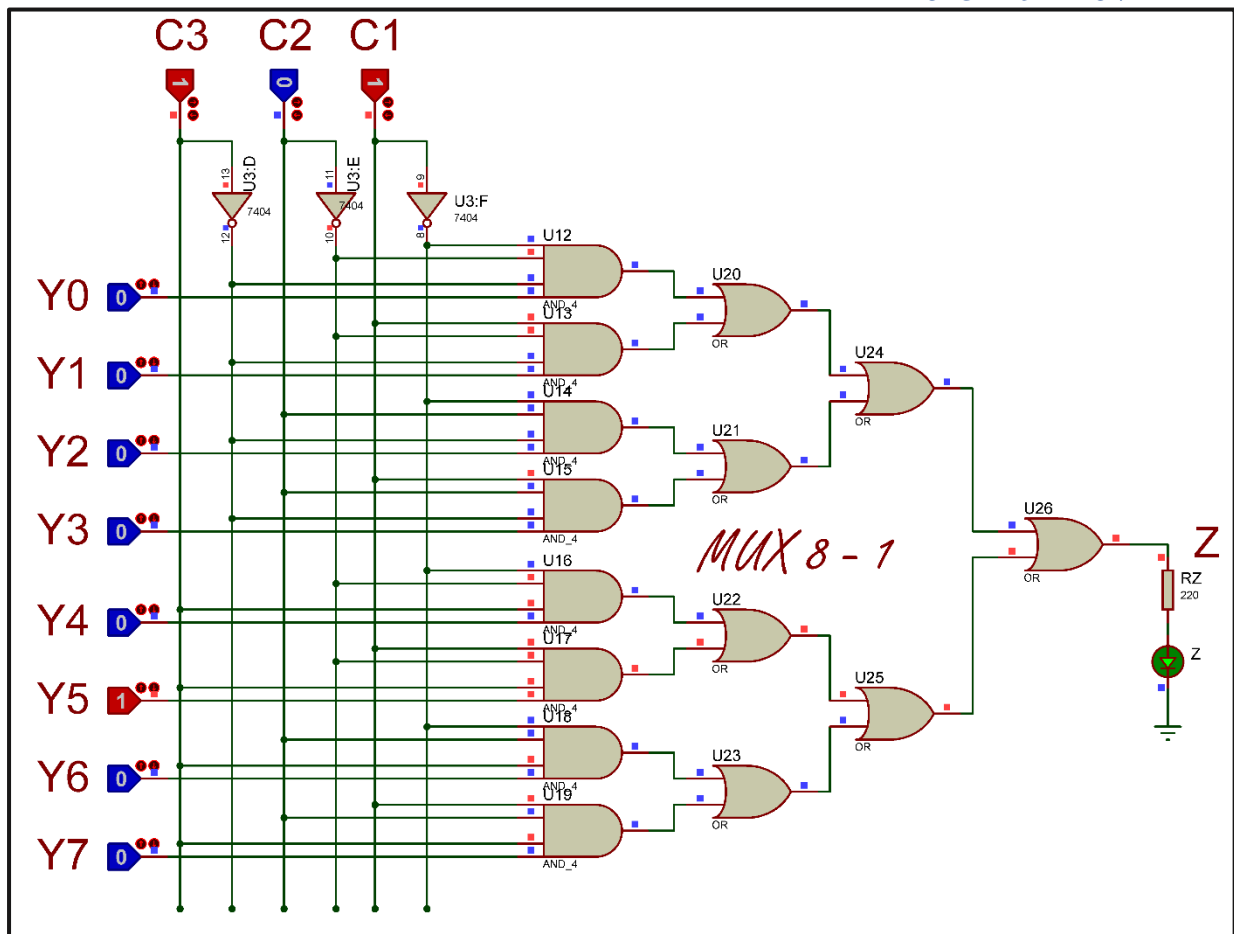 C3 C2 C1
1 0 1
13 U3:D 11 U3:E 9 U3:F
7404 7404 7404
12 10 8
U12
Y0 0
AND_4
U20
OR
U13
Y1 0
AND_4
U24
OR
U14
Y2 0
AND_4
U21
OR
U15
Y3 0
AND_4
MUX 8 - 1
U26
OR
Z
RZ
220
Z
U16
Y4 0
AND_4
U22
OR
U17
Y5 1
AND_4
U25
OR
U18
Y6 0
AND_4
U23
OR
U19
Y7 0
AND_4